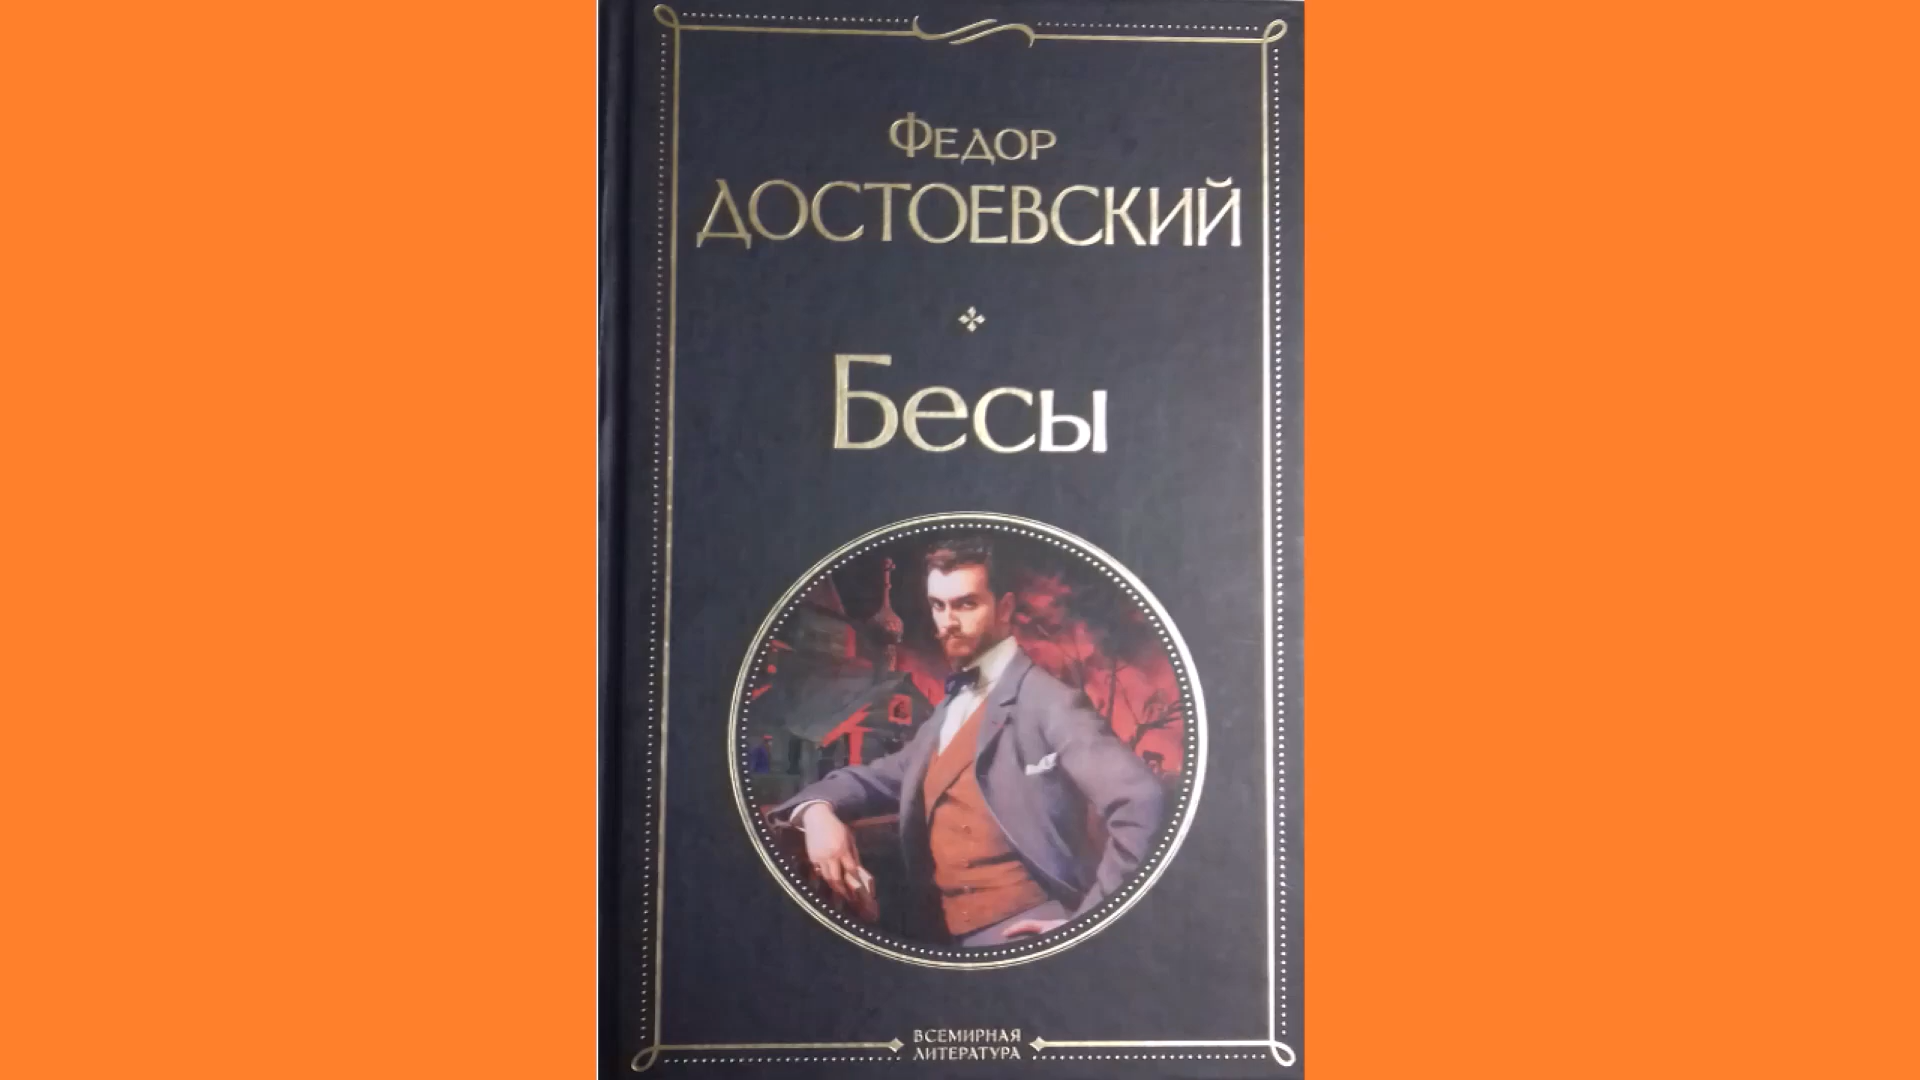 Федор
ДОСТОЕВСКИЙ
Бесы
ВСЕМИРНАЯ
ЛИТЕРАТУРА